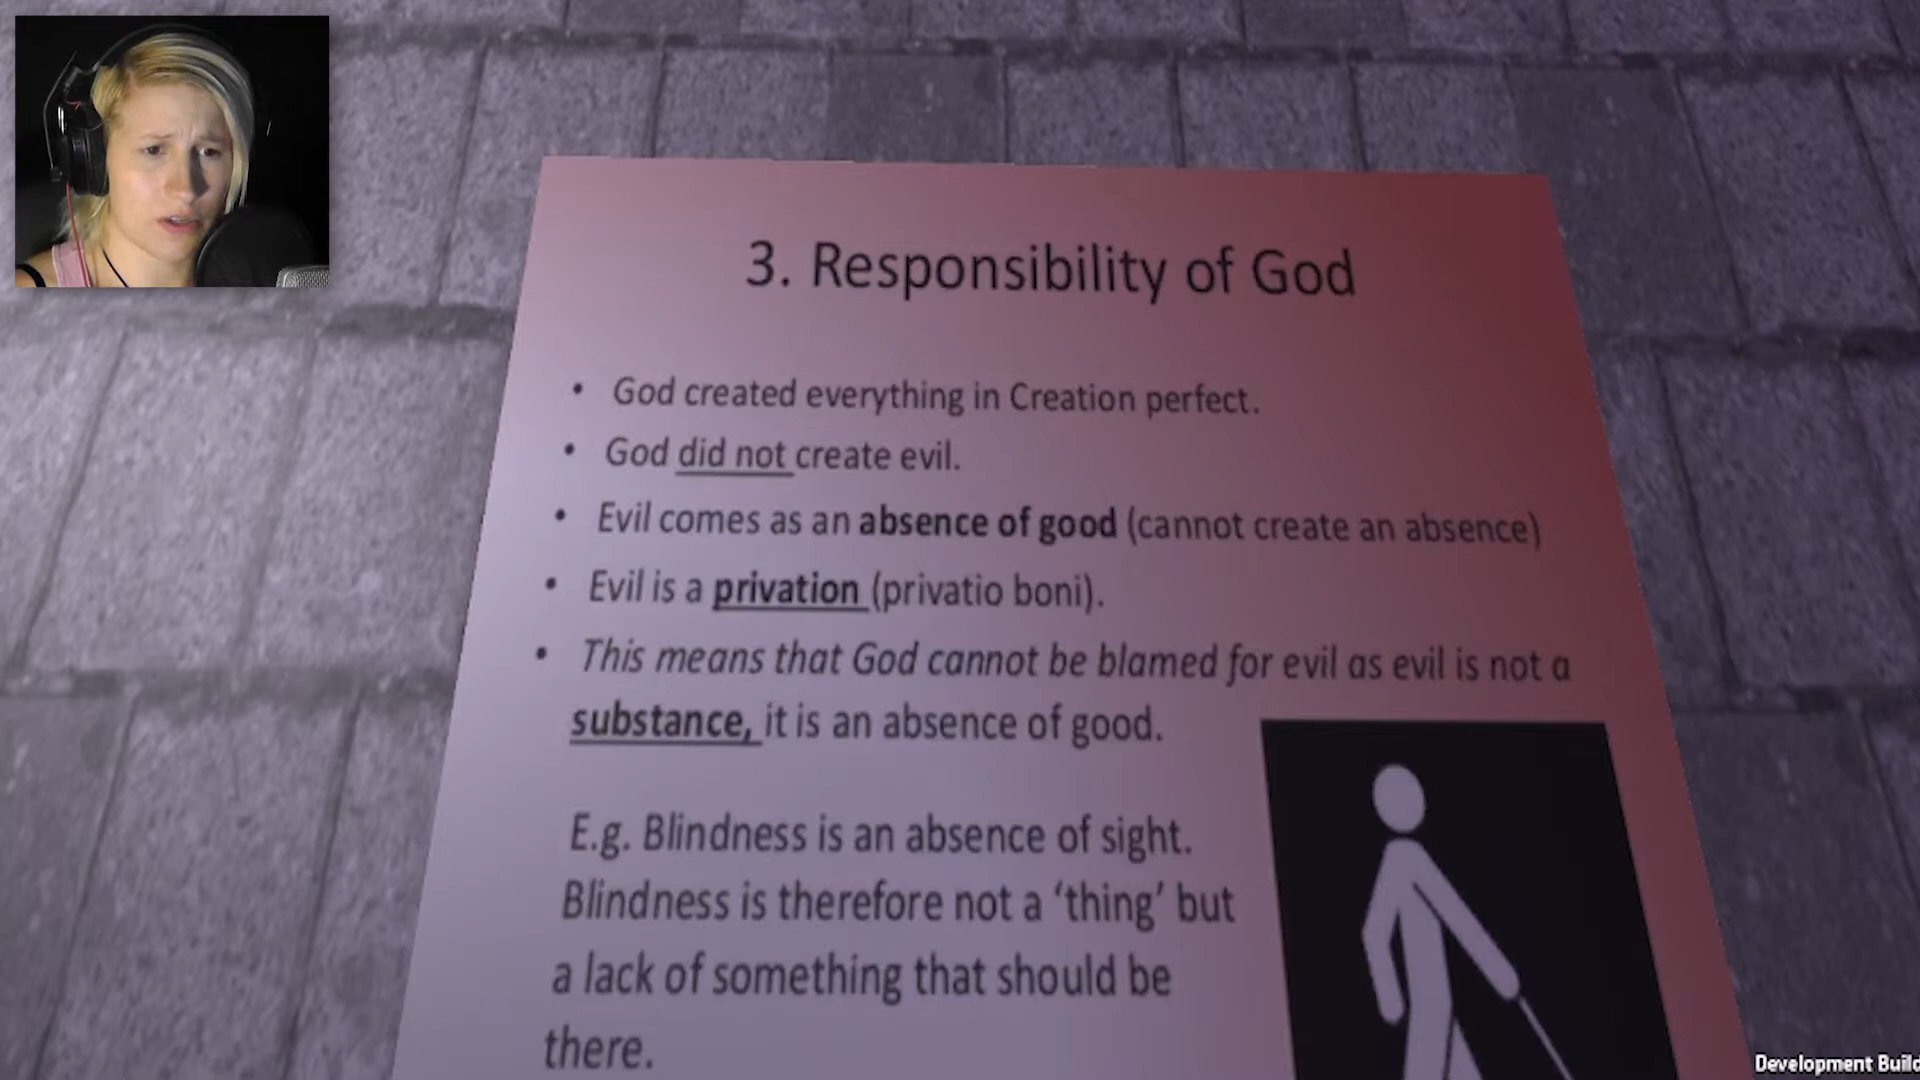 3. Responsibility of God
• God created everything in Creation perfect.
• God did not create evil.
• Evil comes as an absence of good (cannot create an absence)
• Evil is a privation (privatio boni).
• This means that God cannot be blamed for evil as evil is not a
substance, it is an absence of good.
E.g. Blindness is an absence of sight.
Blindness is therefore not a ‘thing’ but
a lack of something that should be
there.
Development Build